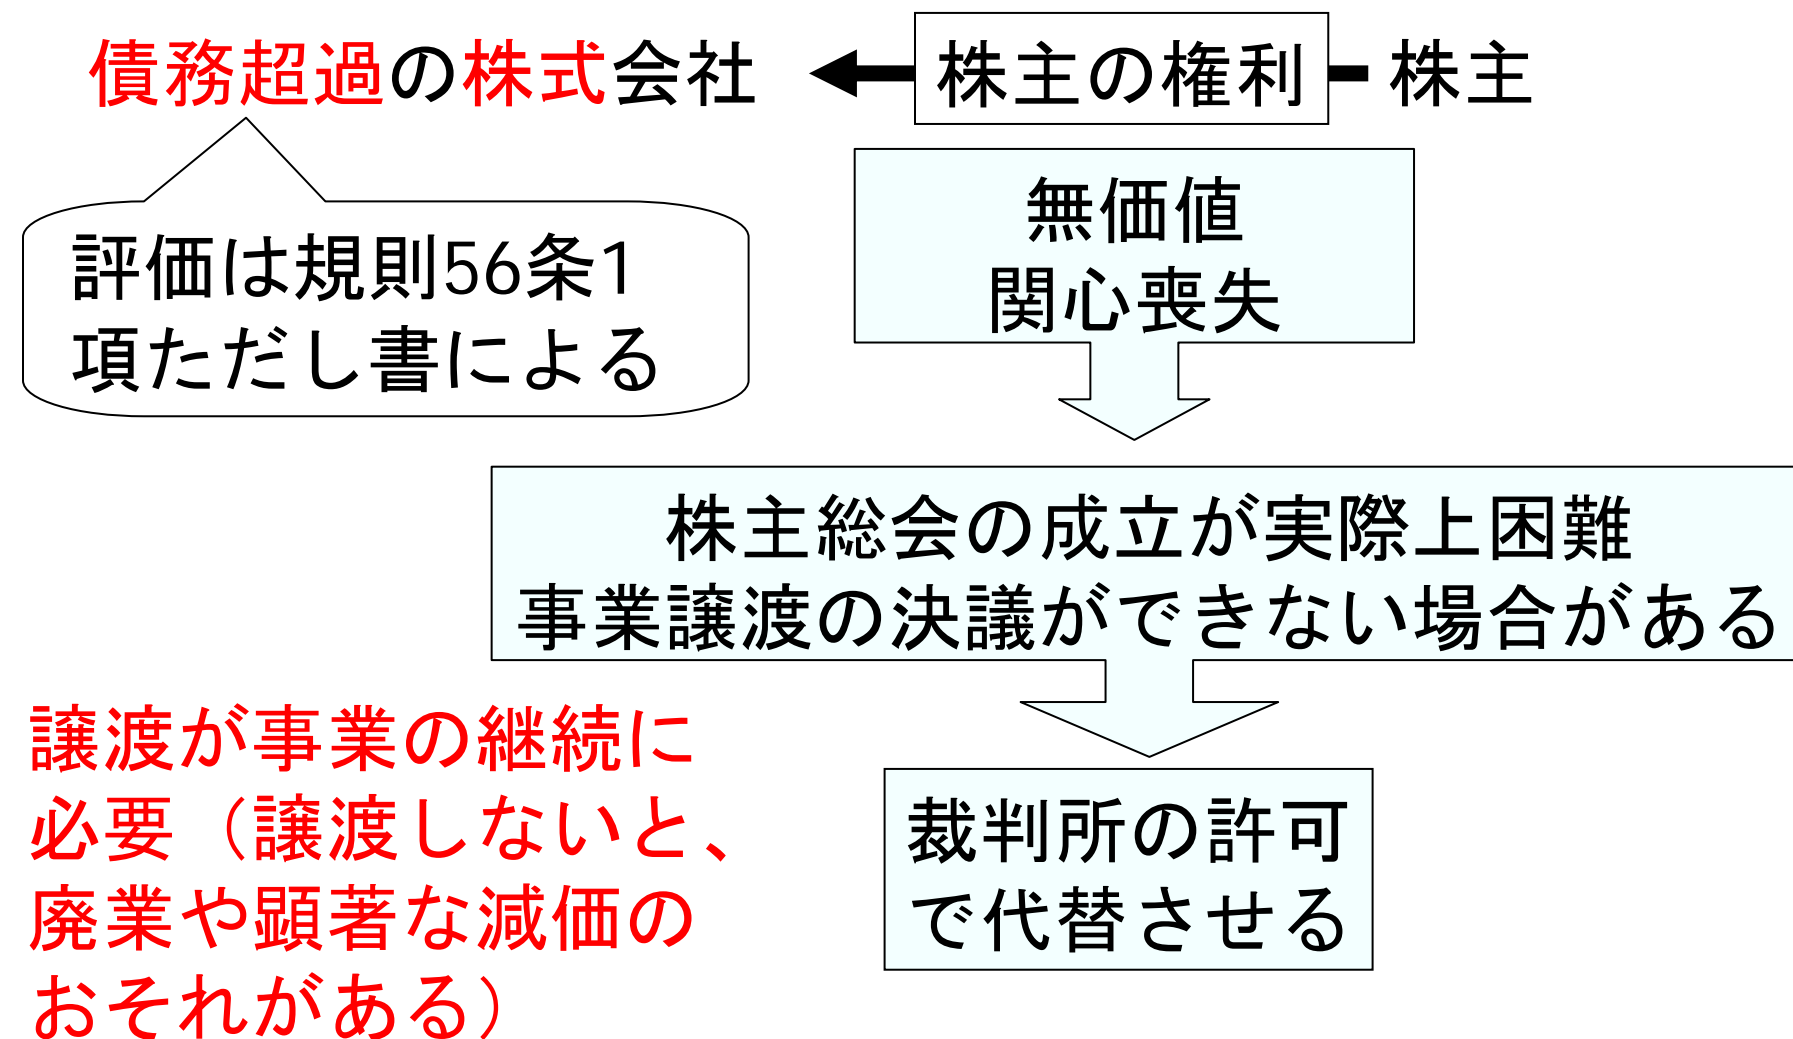 債務超過の株式会社
株主の権利
株主
評価は規則56条1
項ただし書による
無価値
関心喪失
株主総会の成立が実際上困難
事業譲渡の決議ができない場合がある
譲渡が事業の継続に
必要（譲渡しないと、
廃業や顕著な減価の
おそれがある）
裁判所の許可
で代替させる